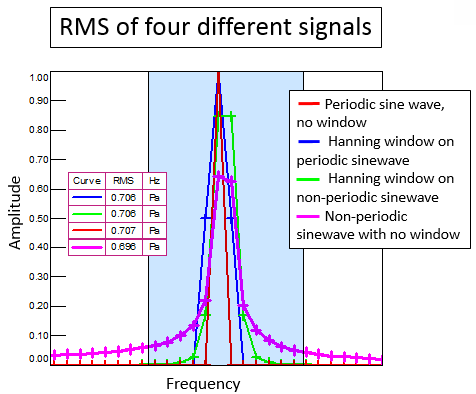 RMS of four different signals
1.00
0.90
0.80
0.70
0.60
0.50
0.40
0.30
0.20
0.10
0.00
Amplitude
Curve RMS Hz
0.706 Pa
0.706 Pa
0.707 Pa
0.696 Pa
Periodic sine wave,
no window
Hanning window on
periodic sinewave
Hanning window on
non-periodic sinewave
Non-periodic
sinewave with no window
Frequency